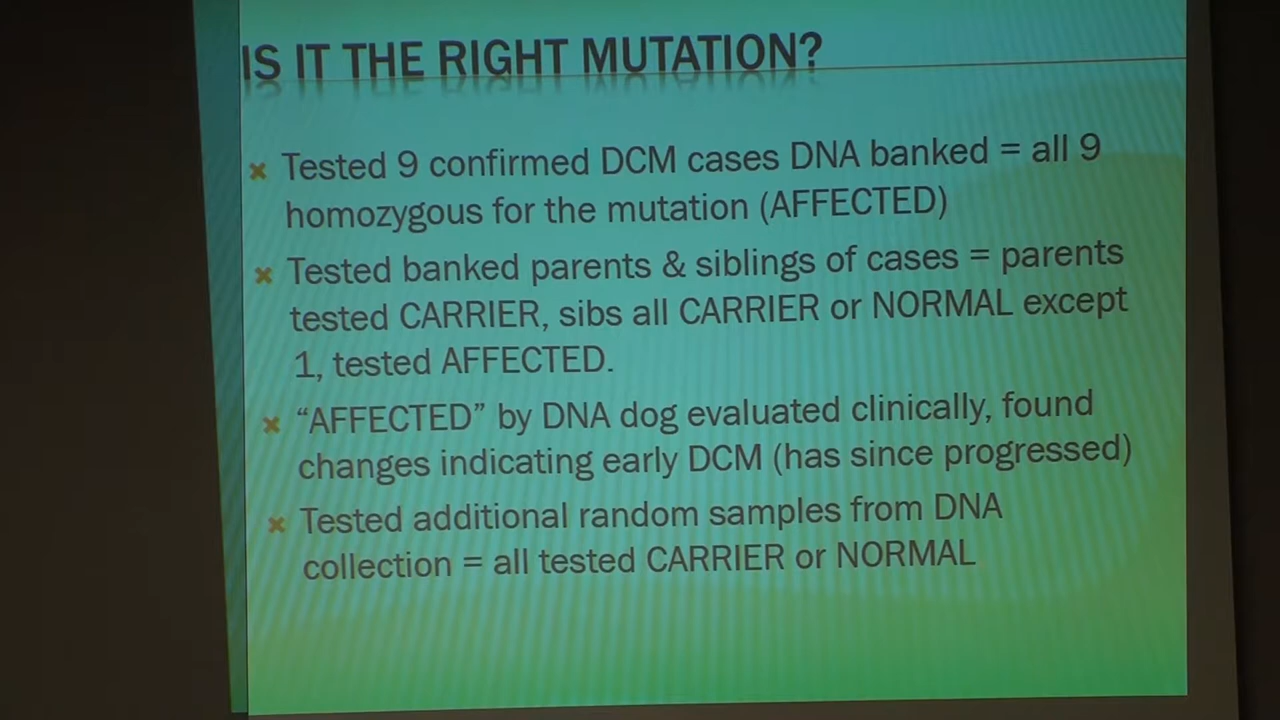 IS IT THE RIGHT MUTATION?
Tested 9 confirmed DCM cases DNA banked = all 9
homozygous for the mutation (AFFECTED)
Tested banked parents & siblings of cases = parents
tested CARRIER, sibs all CARRIER or NORMAL except
1, tested AFFECTED.
“AFFECTED” by DNA dog evaluated clinically, found
changes indicating early DCM (has since progressed)
Tested additional random samples from DNA
collection = all tested CARRIER or NORMAL